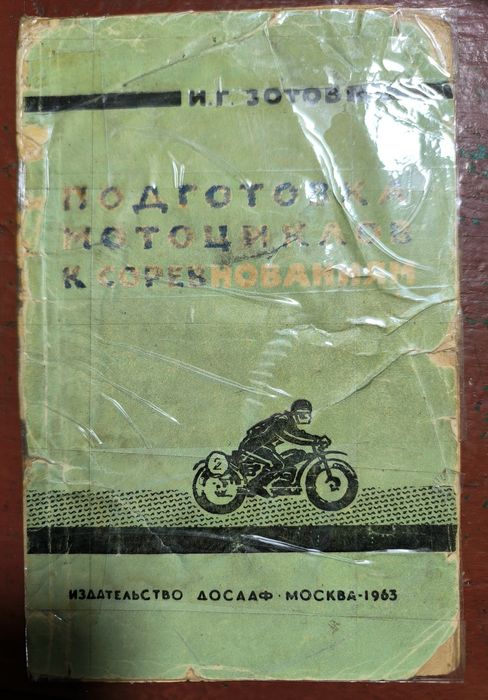 И.Г. ЗОТОВ
ПОДГОТОВКА
МОТОЦИКЛОВ
К СОРЕВНОВАНИЯМ
2
ИЗДАТЕЛЬСТВО ДОСААФ · МОСКВА-1963